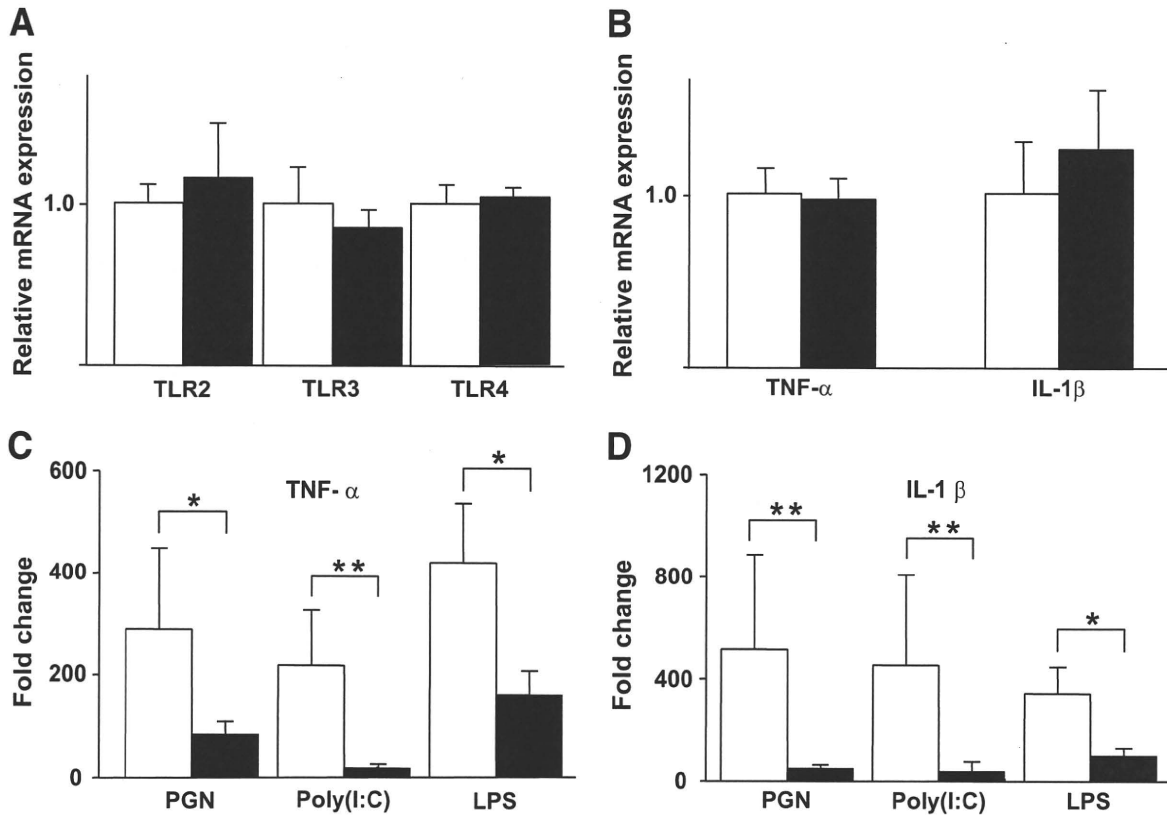 A
Relative mRNA expression
1.0
TLR2 TLR3 TLR4
B
Relative mRNA expression
1.0
TNF-α IL-1β
C
Fold change
600
400
200
0
TNF- α
*
**
*
PGN Poly(I:C) LPS
D
Fold change
1200
800
400
0
IL-1 β
**
**
*
PGN Poly(I:C) LPS